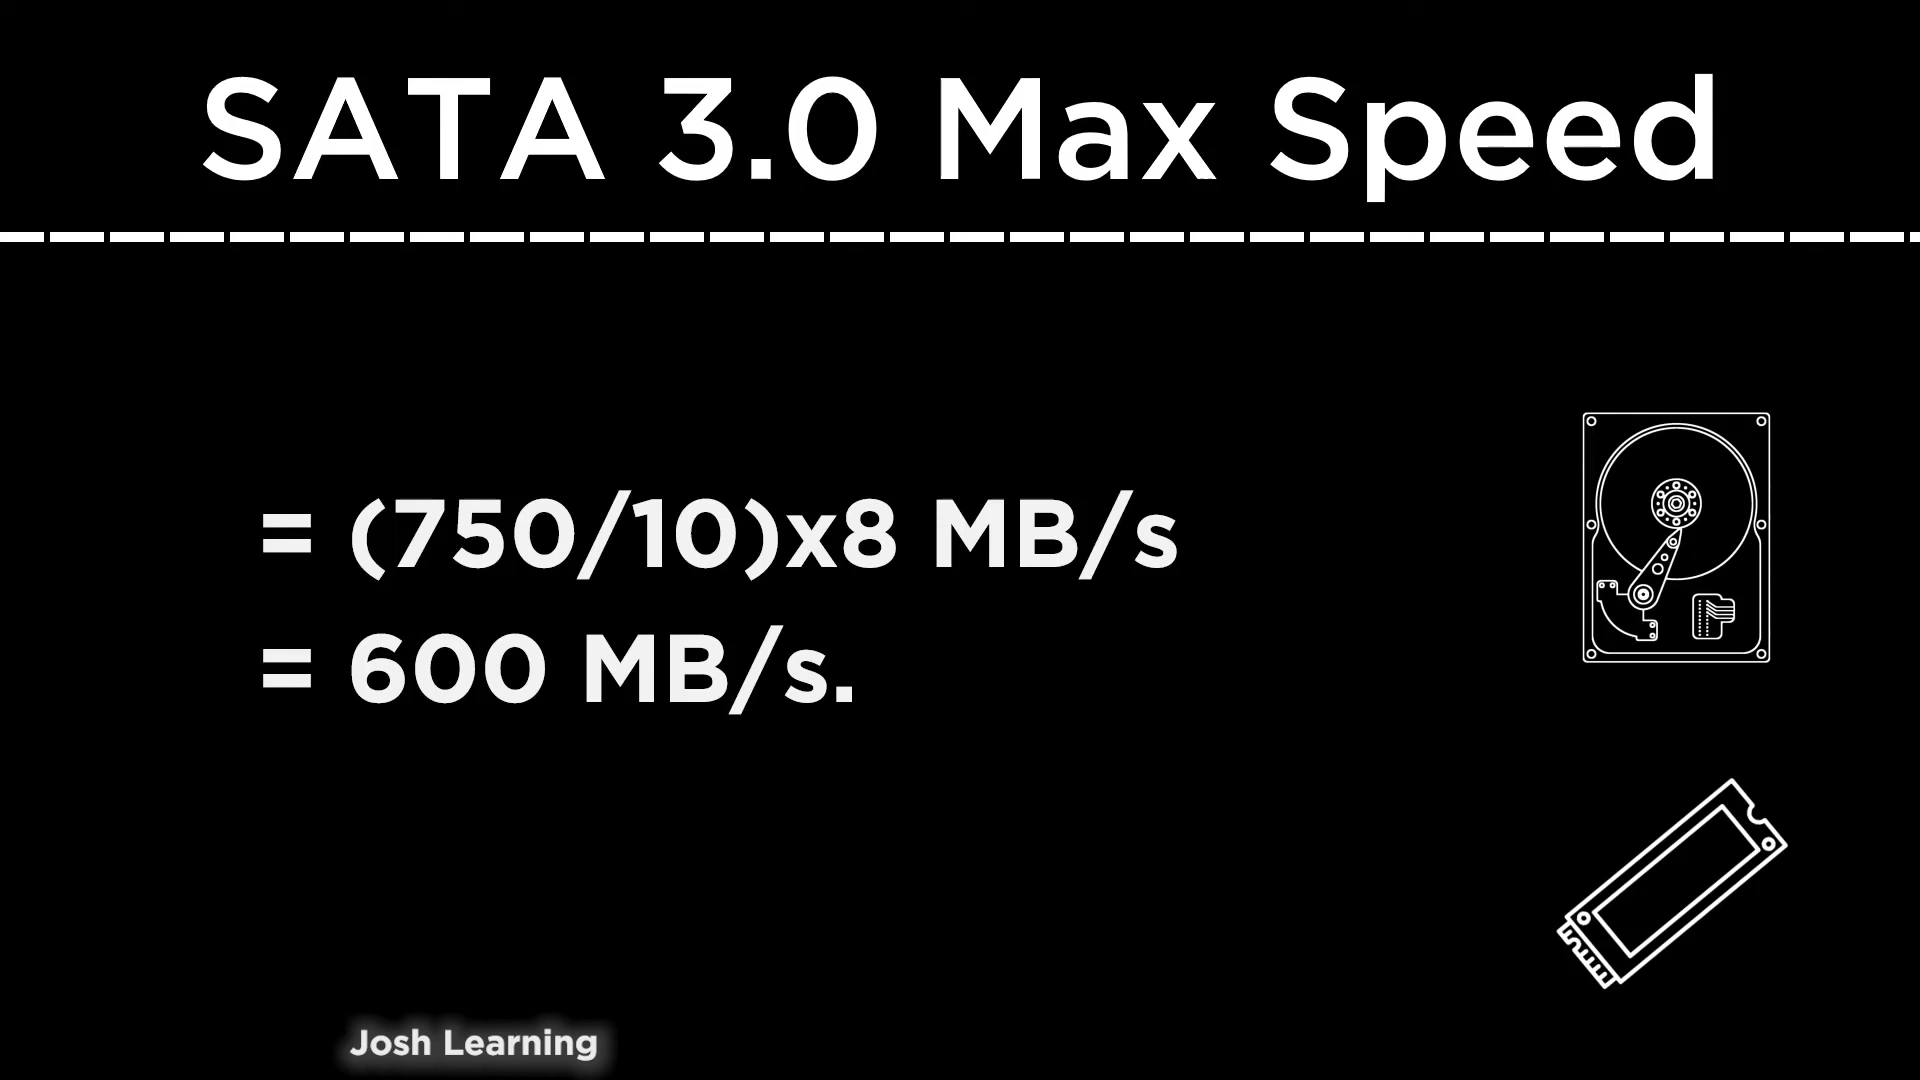 SATA 3.0 Max Speed
= (750/10)x8 MB/s
= 600 MB/s.
Josh Learning